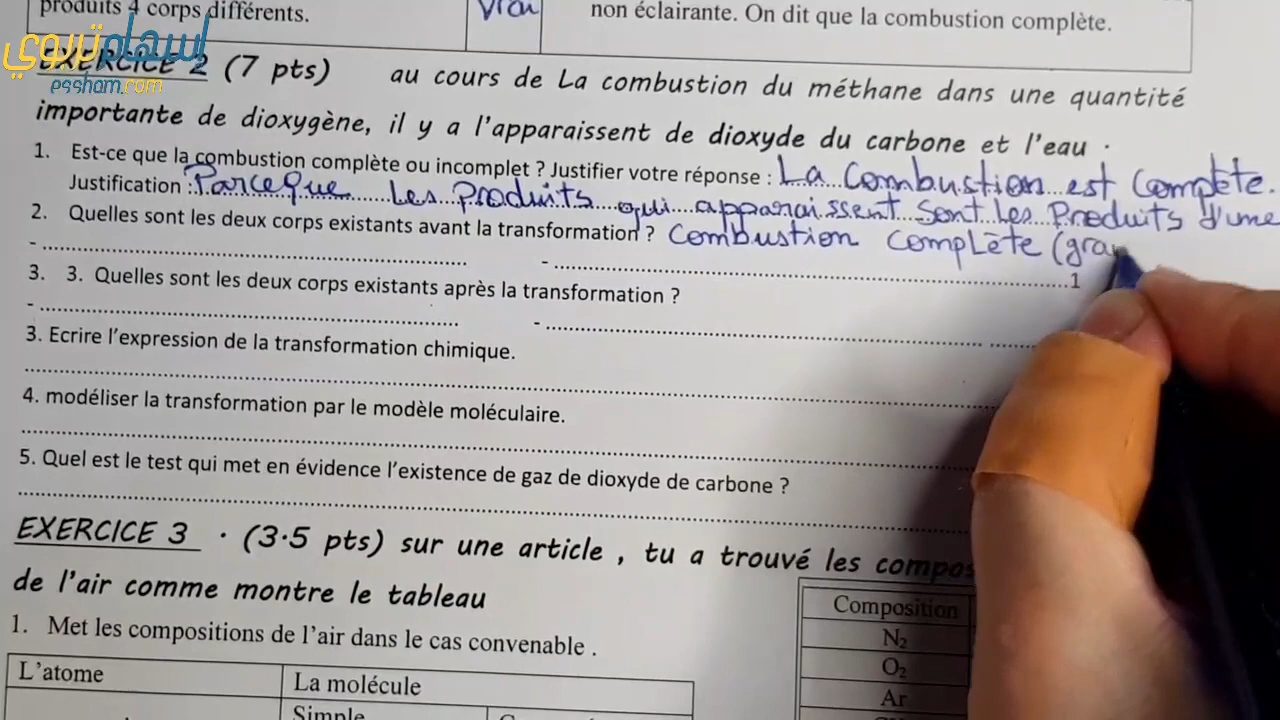 produits 4 corps différents.
vrai
non éclairante. On dit que la combustion complète.
اسهام تربوي
essham.com
EXERCICE 2 (7 pts) au cours de La combustion du méthane dans une quantité
importante de dioxygène, il y a l'apparaissent de dioxyde du carbone et l'eau ·
1. Est-ce que la combustion complète ou incomplet ? Justifier votre réponse : La Combustion est Complète.
Justification : Parceque les Produits qui apparaissent sont les Produits d'une
2. Quelles sont les deux corps existants avant la transformation ? combustion complète (gra
- - 1
3. 3. Quelles sont les deux corps existants après la transformation ?
- -
3. Ecrire l'expression de la transformation chimique.
4. modéliser la transformation par le modèle moléculaire.
5. Quel est le test qui met en évidence l'existence de gaz de dioxyde de carbone ?
EXERCICE 3 · (3·5 pts) sur une article , tu a trouvé les compos
de l'air comme montre le tableau
1. Met les compositions de l'air dans le cas convenable .
L'atome
La molécule
Simple
Composition
N₂
O₂
Ar